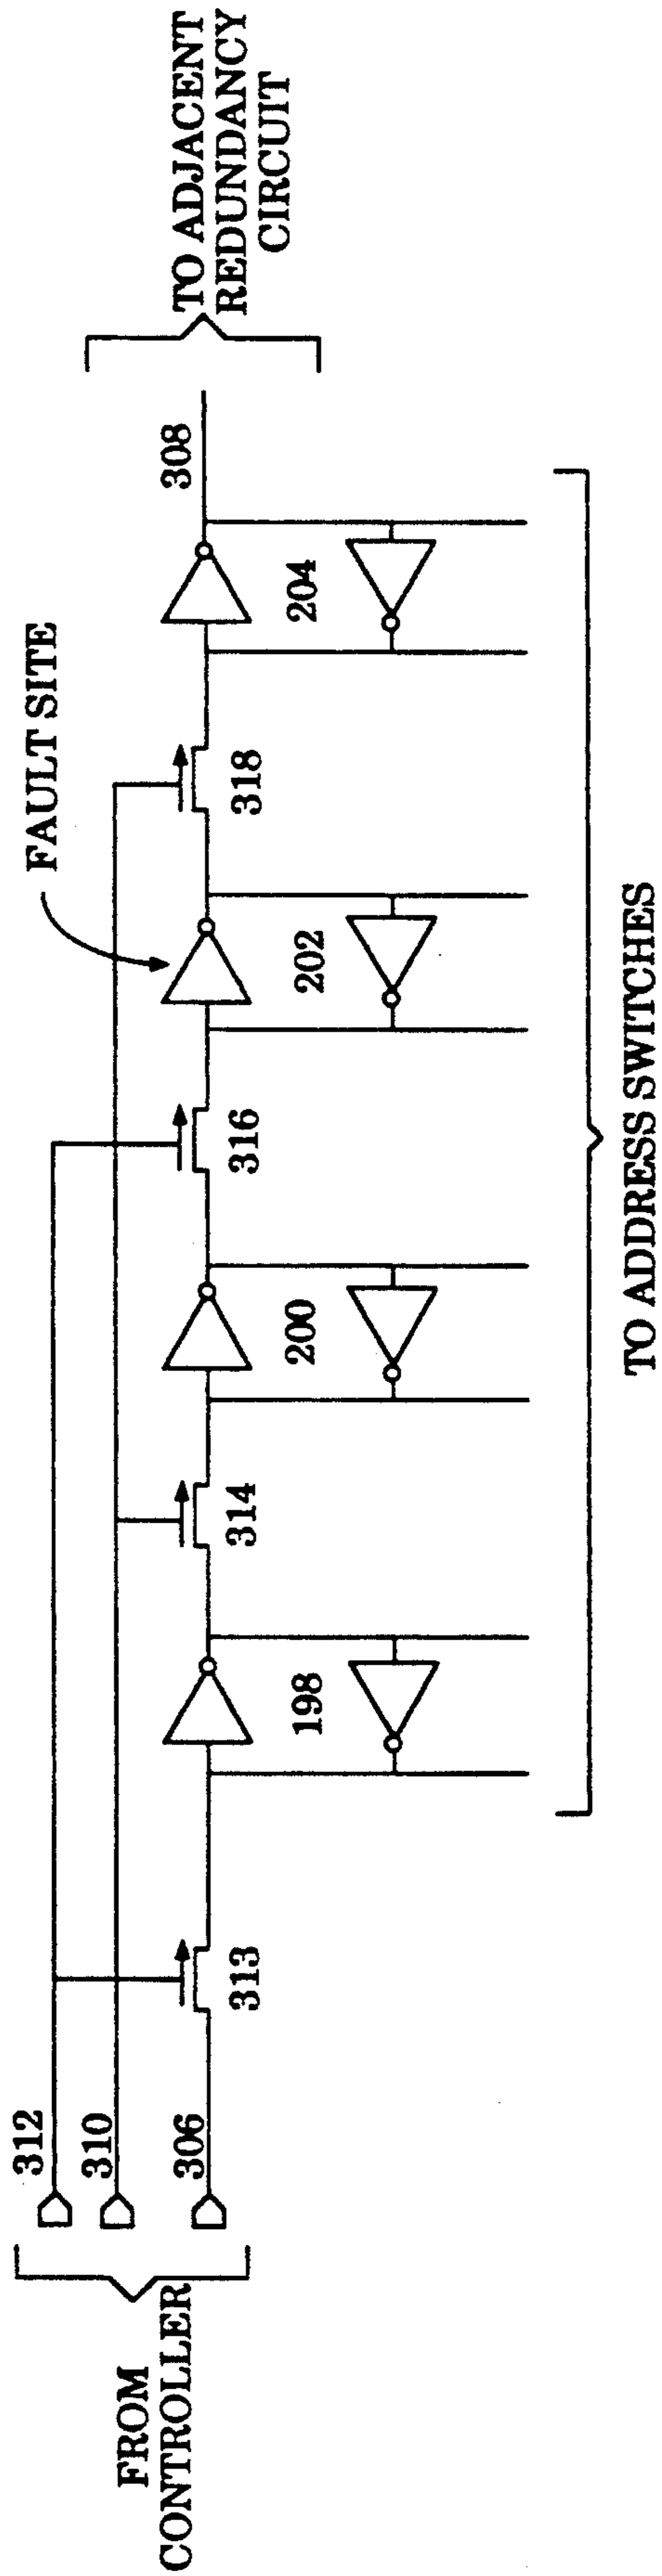 FROM
CONTROLLER
312
310
306
313
198
314
200
316
FAULT SITE
202
318
204
308
TO ADJACENT
REDUNDANCY
CIRCUIT
TO ADDRESS SWITCHES